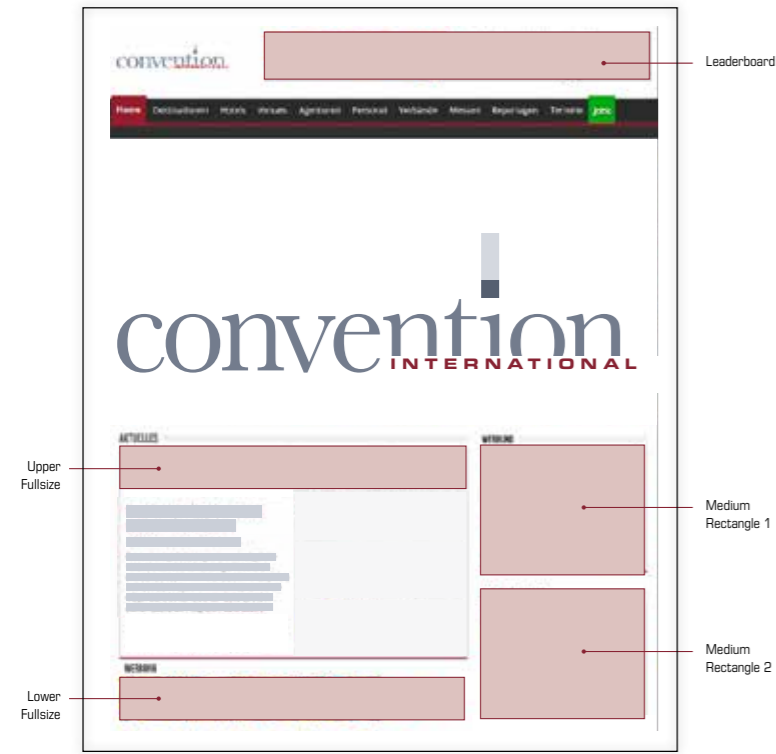 convention
Leaderboard
Home Destinationen Hotels Venues Agenturen Personal Verbände Messen Reportagen Termine Jobs
convention
INTERNATIONAL
AKTUELLES
WERBUNG
Upper
Fullsize
Medium
Rectangle 1
WERBUNG
Medium
Rectangle 2
Lower
Fullsize